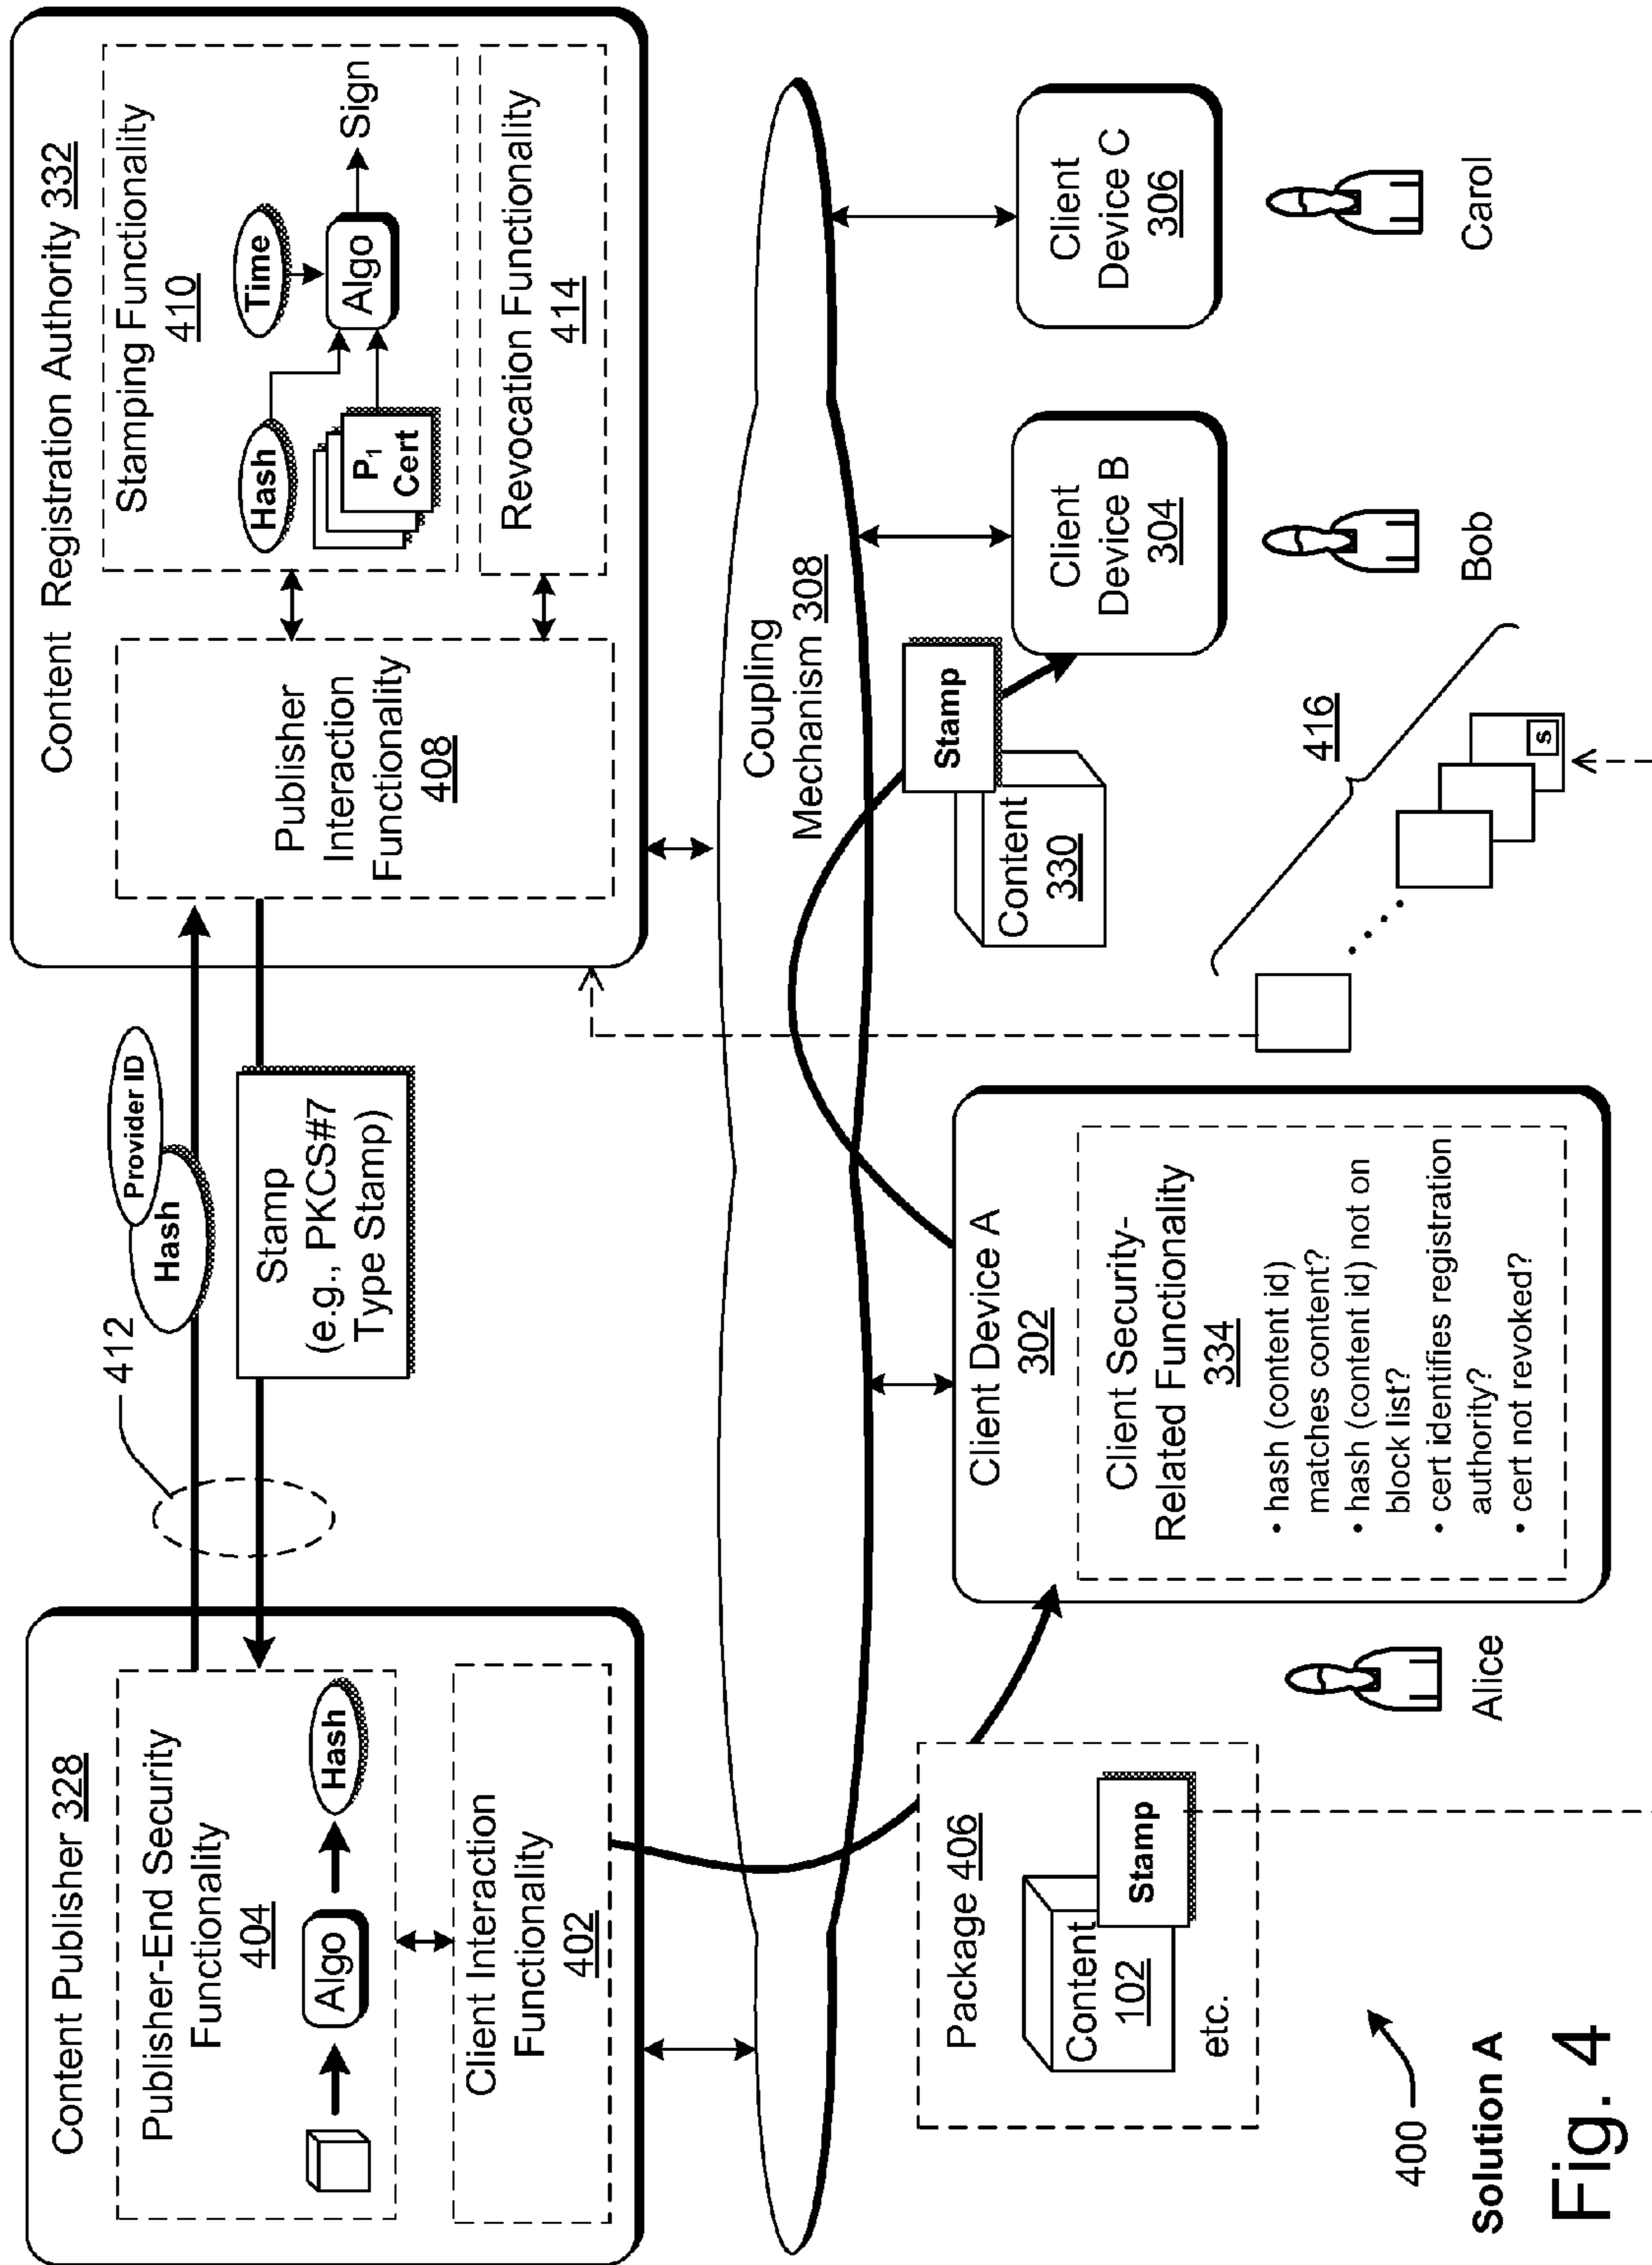 Content Publisher 328
Publisher-End Security
Functionality
404
Algo
Hash
Client Interaction
Functionality
402
412
Provider ID
Hash
Stamp
(e.g., PKCS#7
Type Stamp)
Content Registration Authority 332
Publisher
Interaction
Functionality
408
Stamping Functionality
410
Hash
Time
P1
Cert
Algo
Sign
Revocation Functionality
414
Coupling
Mechanism 308
Package 406
Content
102
Stamp
etc.
Alice
Client Device A
302
Client Security-
Related Functionality
334
• hash (content id)
matches content?
• hash (content id) not on
block list?
• cert identifies registration
authority?
• cert not revoked?
Content
330
Stamp
416
s
Client
Device B
304
Bob
Client
Device C
306
Carol
400
Solution A
Fig. 4